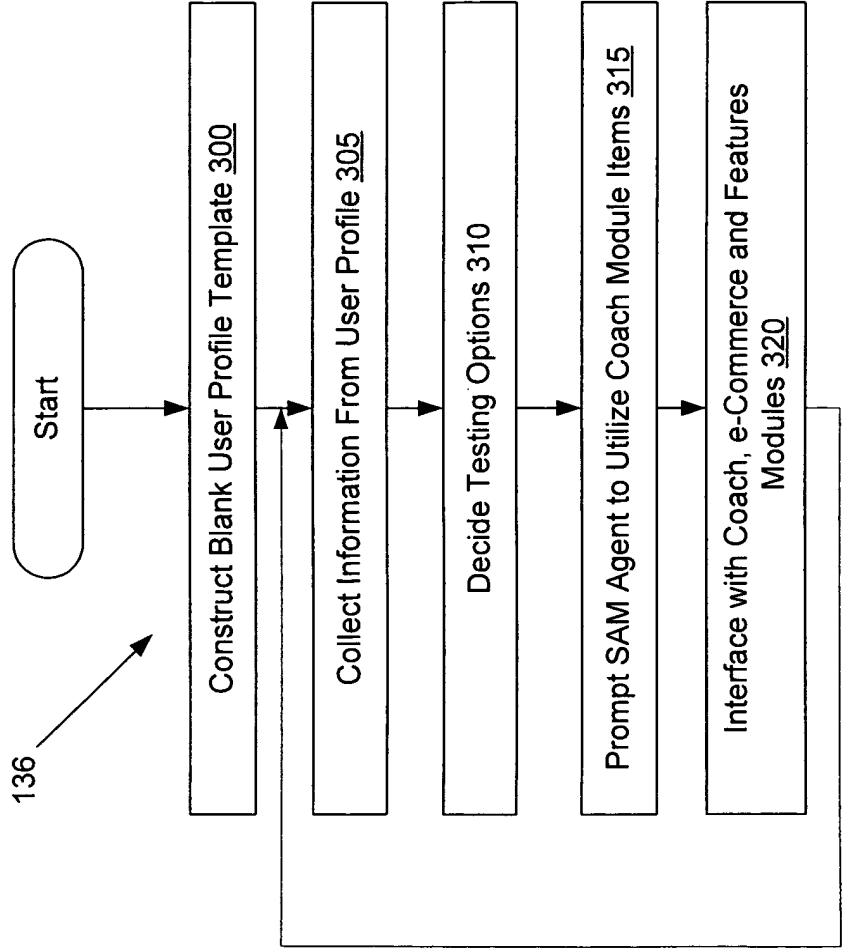 136
Start
Construct Blank User Profile Template 300
Collect Information From User Profile 305
Decide Testing Options 310
Prompt SAM Agent to Utilize Coach Module Items 315
Interface with Coach, e-Commerce and Features
Modules 320